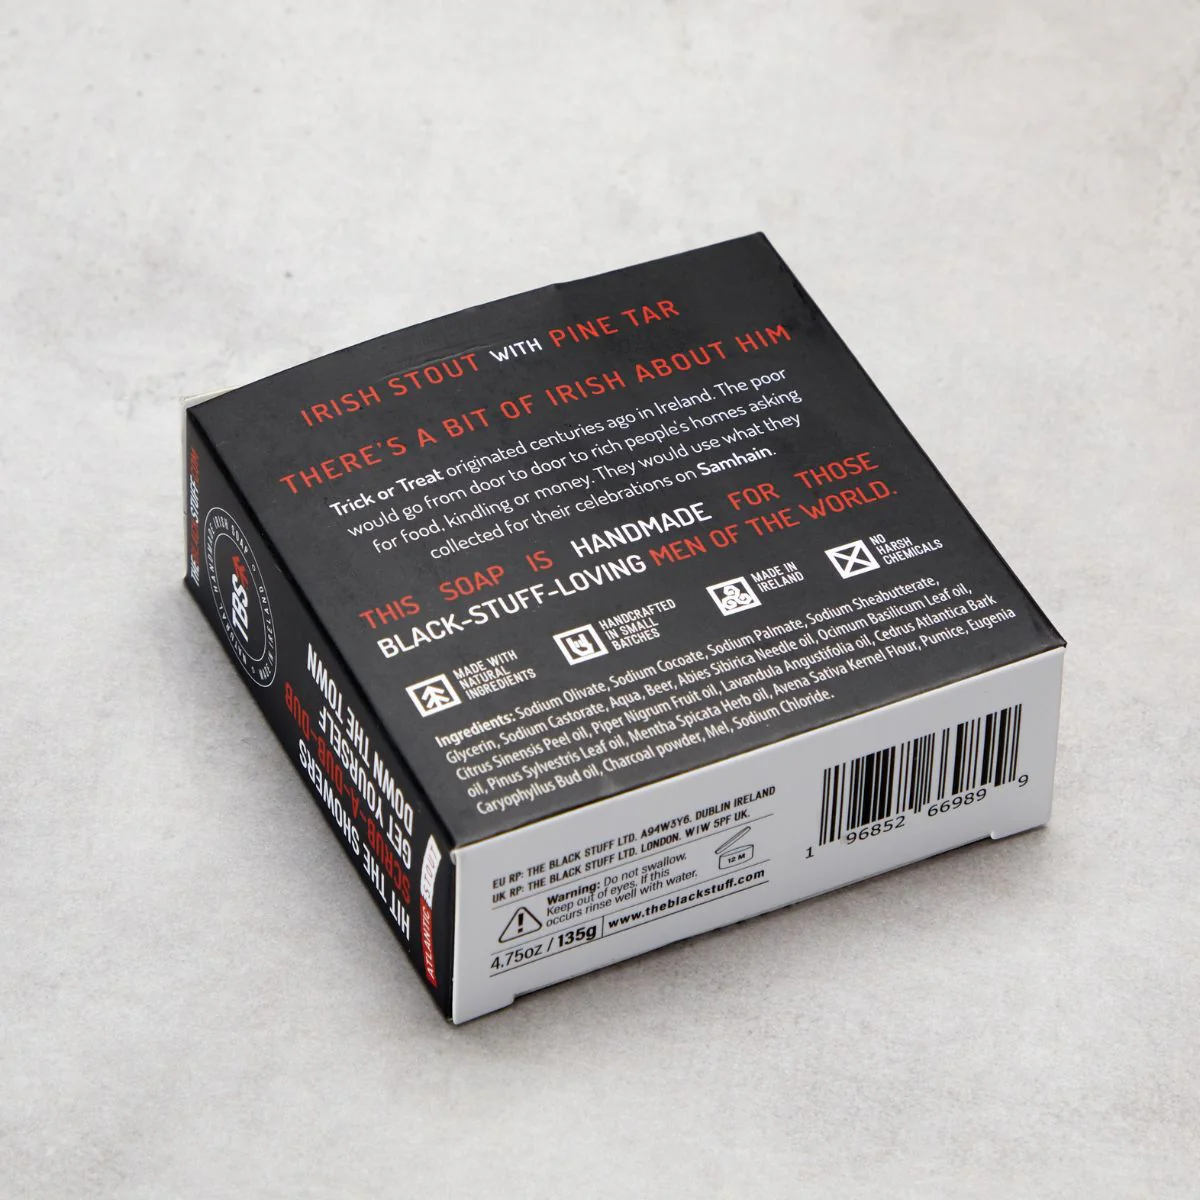 IRISH STOUT WITH PINE TAR
THERE'S A BIT OF IRISH ABOUT HIM
Trick or Treat originated centuries ago in Ireland. The poor
would go from door to door to rich people's homes asking
for food, kindling or money. They would use what they
collected for their celebrations on Samhain.
THIS SOAP IS HANDMADE FOR THOSE
BLACK-STUFF-LOVING MEN OF THE WORLD.
MADE WITH
NATURAL
INGREDIENTS
HANDCRAFTED
IN SMALL
BATCHES
MADE IN
IRELAND
NO
HARSH
CHEMICALS
Ingredients: Sodium Olivate, Sodium Cocoate, Sodium Palmate, Sodium Sheabutterate,
Glycerin, Sodium Castorate, Aqua, Beer, Abies Sibirica Needle oil, Ocimum Basilicum Leaf oil,
Citrus Sinensis Peel oil, Piper Nigrum Fruit oil, Lavandula Angustifolia oil, Cedrus Atlantica Bark
oil, Pinus Sylvestris Leaf oil, Mentha Spicata Herb oil, Avena Sativa Kernel Flour, Pumice, Eugenia
Caryophyllus Bud oil, Charcoal powder, Mel, Sodium Chloride.
EU RP: THE BLACK STUFF LTD. A94W3Y6. DUBLIN IRELAND
UK RP: THE BLACK STUFF LTD. LONDON. W1W 5PF UK.
Warning: Do not swallow.
Keep out of eyes. If this
occurs rinse well with water.
12 M
4.75oz / 135g
www.theblackstuff.com
1 96852 66989 9
THEBLACKSTUFF.COM
TBS
HIT THE SHOWERS
SCRUB-A-DUB-DUB
GET YOURSELF
DOWN THE TOWN
ATLANTIC STOUT